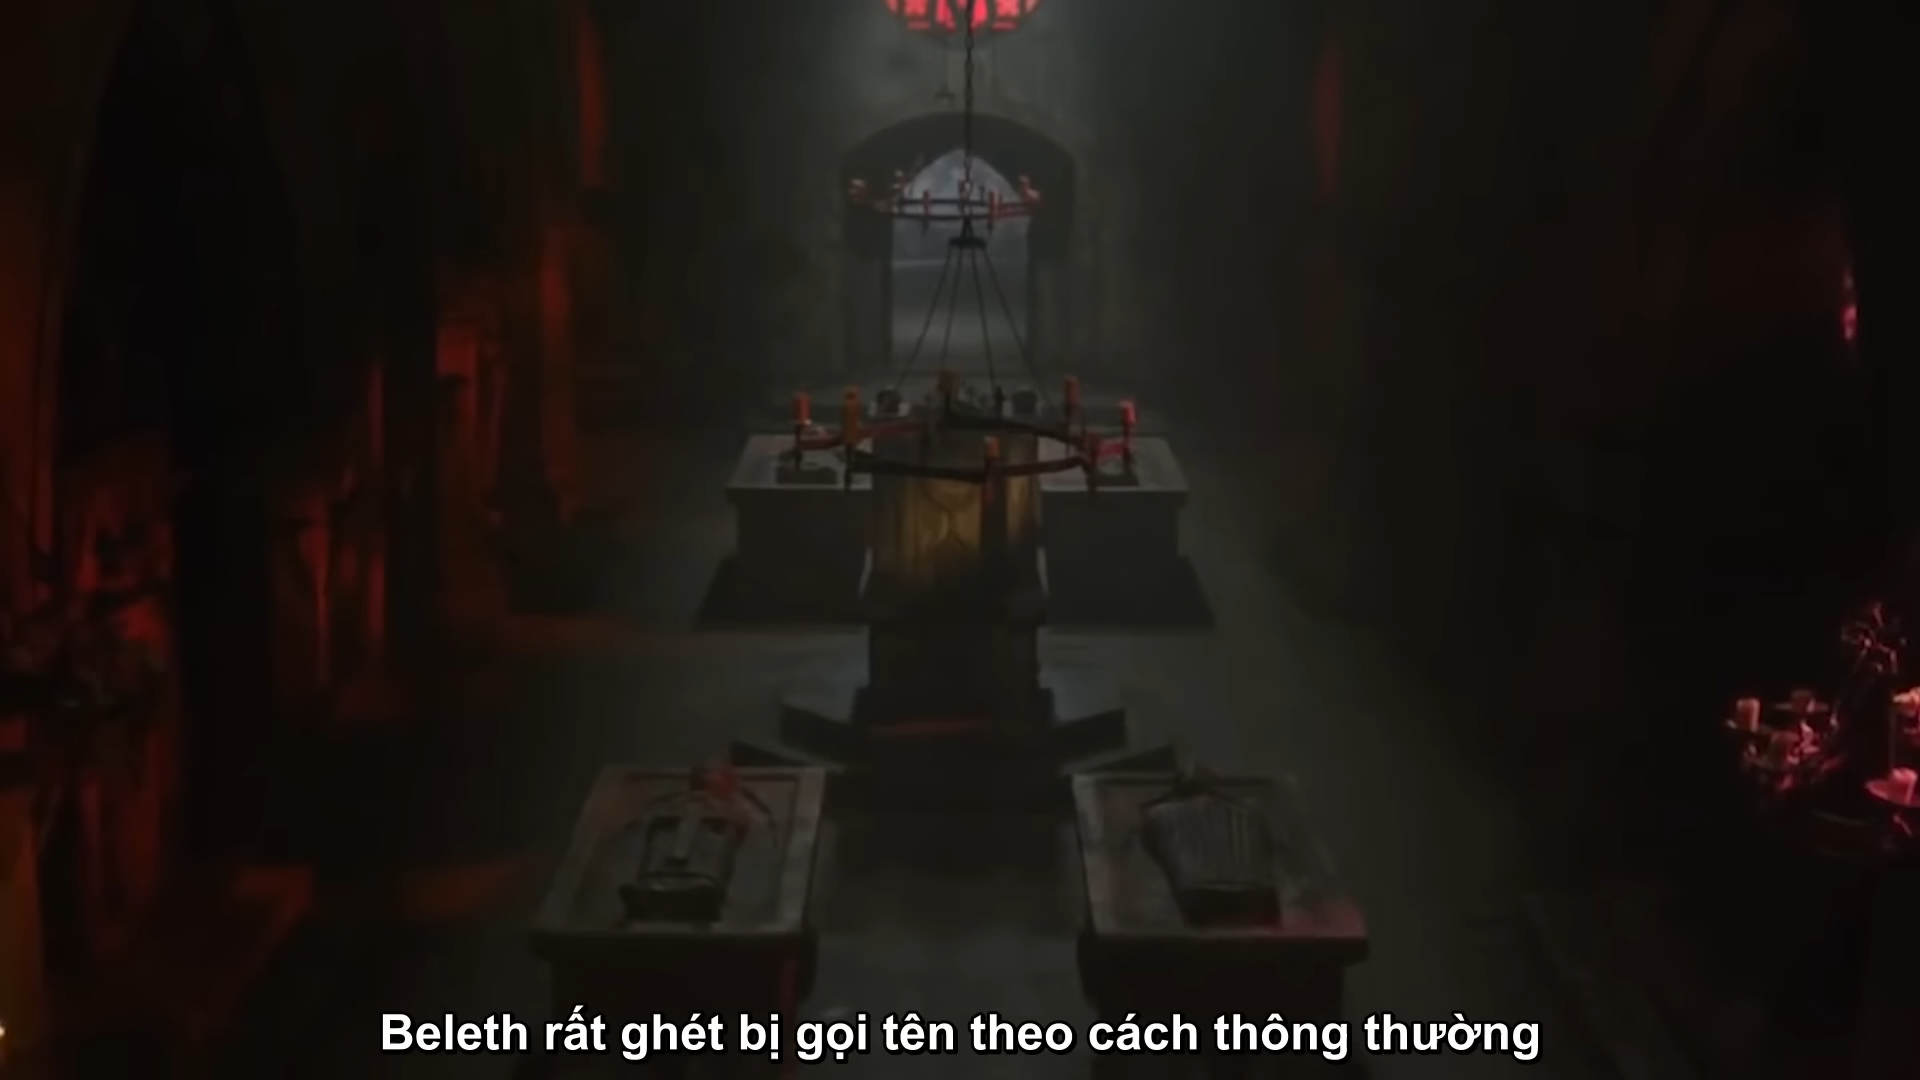 Beleth rất ghét bị gọi tên theo cách thông thường